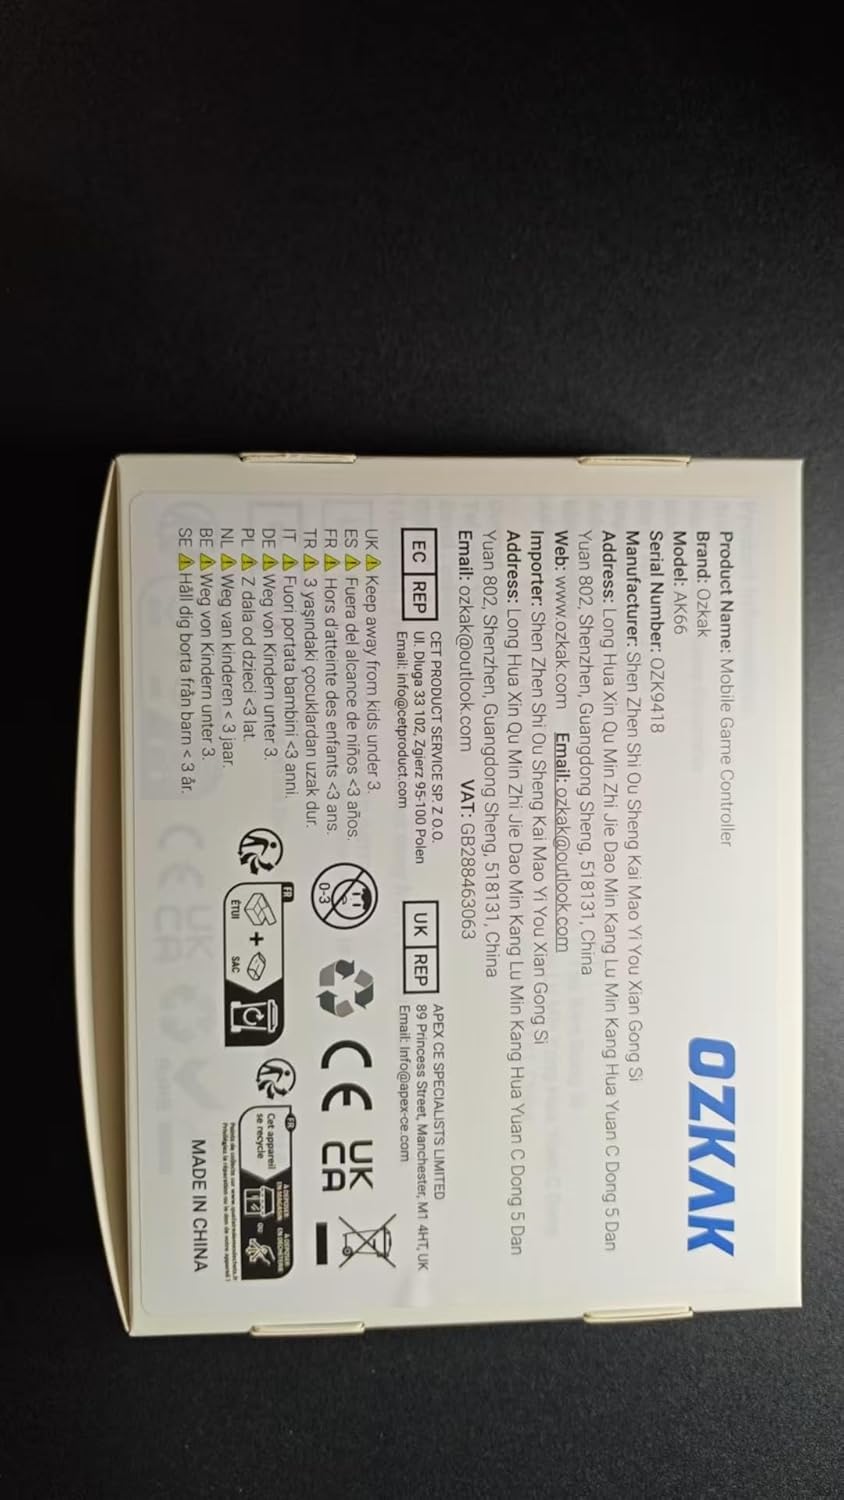 OZKAK
Product Name: Mobile Game Controller
Brand: Ozkak
Model: AK66
Serial Number: OZK9418
Manufacturer: Shen Zhen Shi Ou Sheng Kai Mao Yi You Xian Gong Si
Address: Long Hua Xin Qu Min Zhi Jie Dao Min Kang Lu Min Kang Hua Yuan C Dong 5 Dan
Yuan 802, Shenzhen, Guangdong Sheng, 518131, China
Web: www.ozkak.com Email: ozkak@outlook.com
Importer: Shen Zhen Shi Ou Sheng Kai Mao Yi You Xian Gong Si
Address: Long Hua Xin Qu Min Zhi Jie Dao Min Kang Lu Min Kang Hua Yuan C Dong 5 Dan
Yuan 802, Shenzhen, Guangdong Sheng, 518131, China
Email: ozkak@outlook.com VAT: GB288463063
EC REP
CET PRODUCT SERVICE SP. Z O.O.
Ul. Dluga 33 102, Zgierz 95-100 Polen
Email: info@cetproduct.com
UK REP
APEX CE SPECIALISTS LIMITED
89 Princess Street, Manchester, M1 4HT, UK
Email: Info@apex-ce.com
UK Keep away from kids under 3.
ES Fuera del alcance de niños <3 años.
FR Hors d'atteinte des enfants <3 ans.
TR 3 yaşındaki çocuklardan uzak dur.
IT Fuori portata bambini <3 anni.
DE Weg von Kindern unter 3.
PL Z dala od dzieci <3 lat.
NL Weg van kinderen < 3 jaar.
BE Weg von Kindern unter 3.
SE Håll dig borta från barn < 3 år.
0-3
CE
UK
CA
FR
ÉTUI + SAC
FR
Cet appareil
se recycle
À DÉPOSER
EN MAGASIN
OU
À DÉPOSER
EN DÉCHÈTERIE
MADE IN CHINA